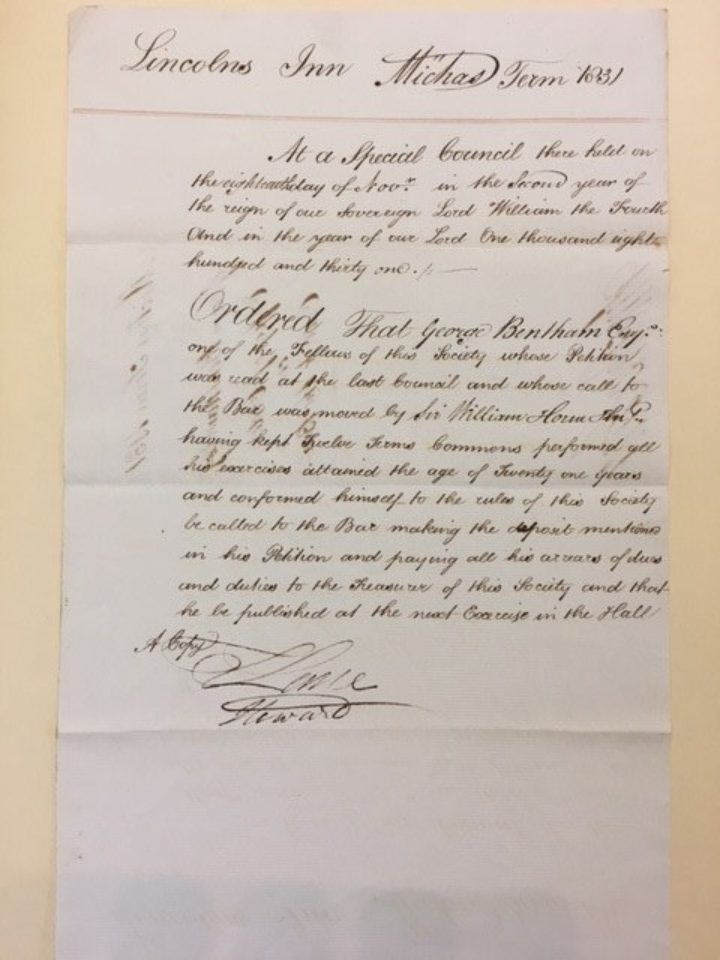 Lincolns Inn Michas Term 1831
At a Special Council there held on
the eighteenth day of Novr. in the Second year of
the reign of our Sovereign Lord William the Fourth
And in the year of our Lord One thousand eight
hundred and thirty one.
Ordered That George Bentham Esqr.
one of the Fellows of this Society whose Petition
was read at the last Council and whose call to
the Bar was moved by Sir William Horne
having kept Twelve Terms Commons performed all
his exercises attained the age of Twenty one years
and conformed himself to the rules of this Society
be called to the Bar making the deposit mentioned
in his Petition and paying all his arrears of dues
and duties to the Treasurer of this Society and that
he be published at the next Exercise in the Hall
A Copy
Steward